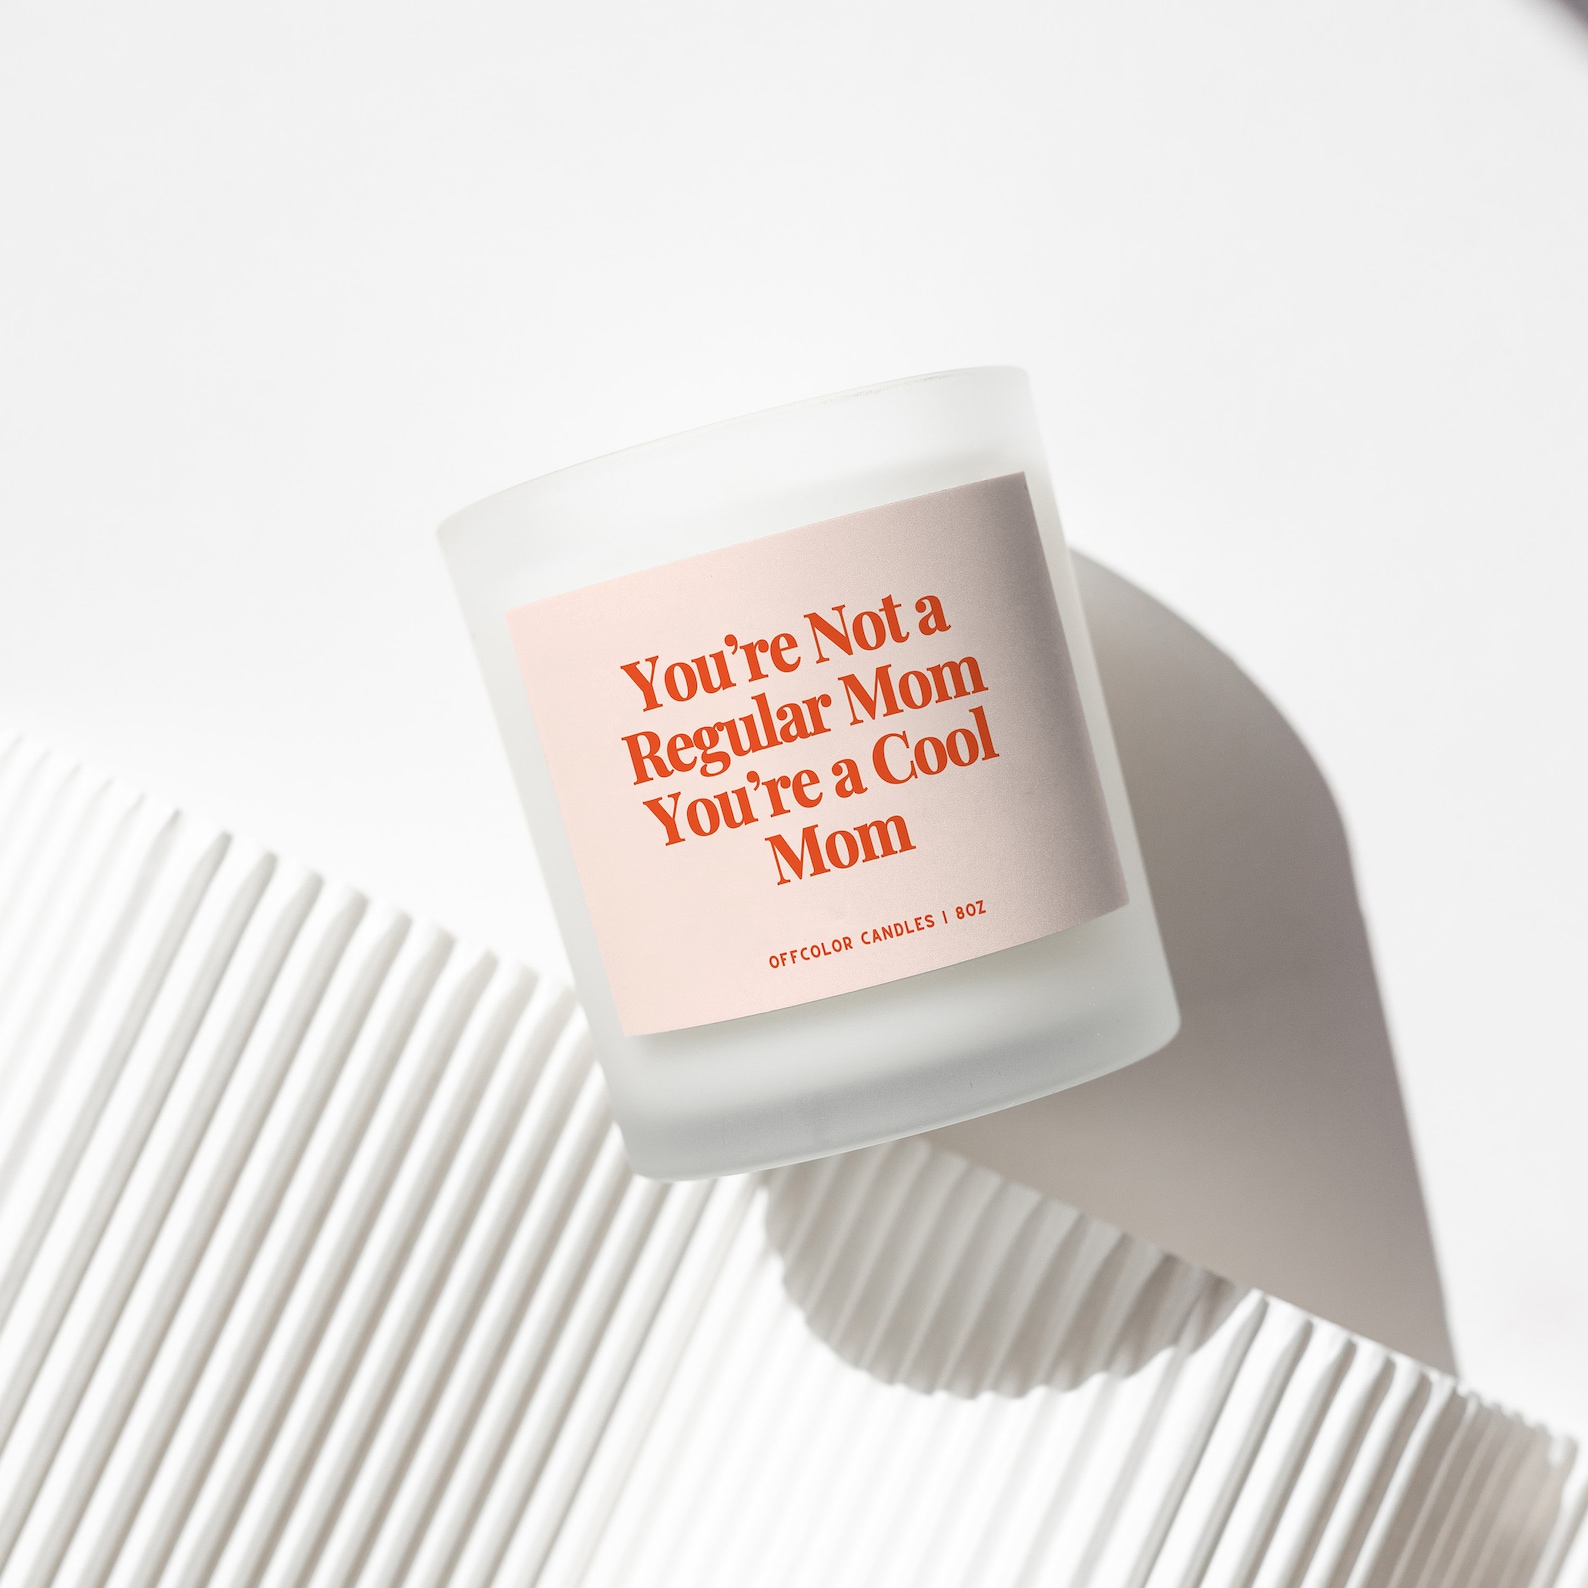 You're Not a
Regular Mom
You're a Cool
Mom
OFFCOLOR CANDLES | 8OZ